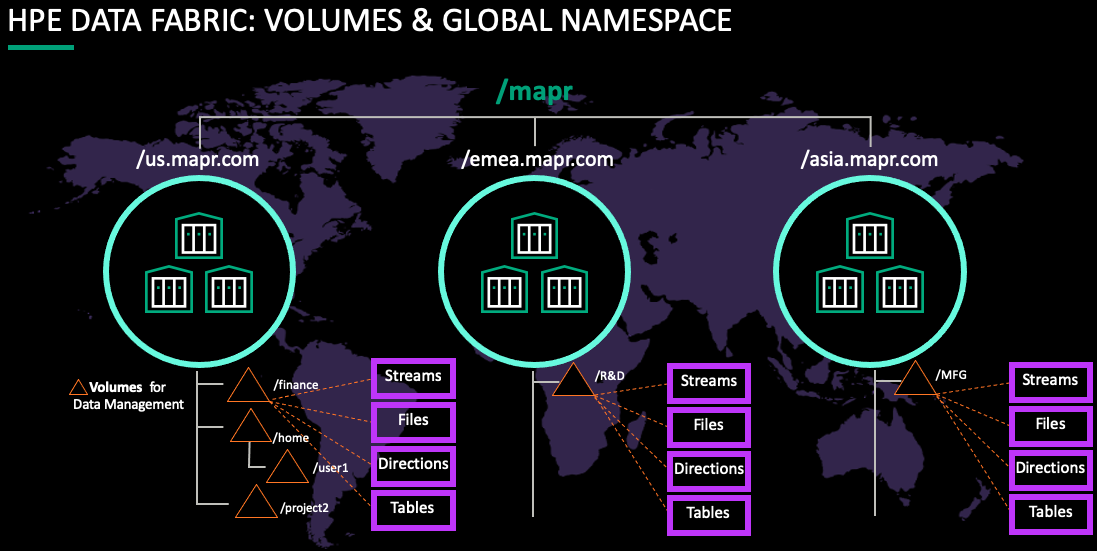 HPE DATA FABRIC: VOLUMES & GLOBAL NAMESPACE
/mapr
/us.mapr.com
/emea.mapr.com
/asia.mapr.com
Volumes for
Data Management
/finance
/home
/user1
/project2
Streams
Files
Directions
Tables
/R&D
Streams
Files
Directions
Tables
/MFG
Streams
Files
Directions
Tables